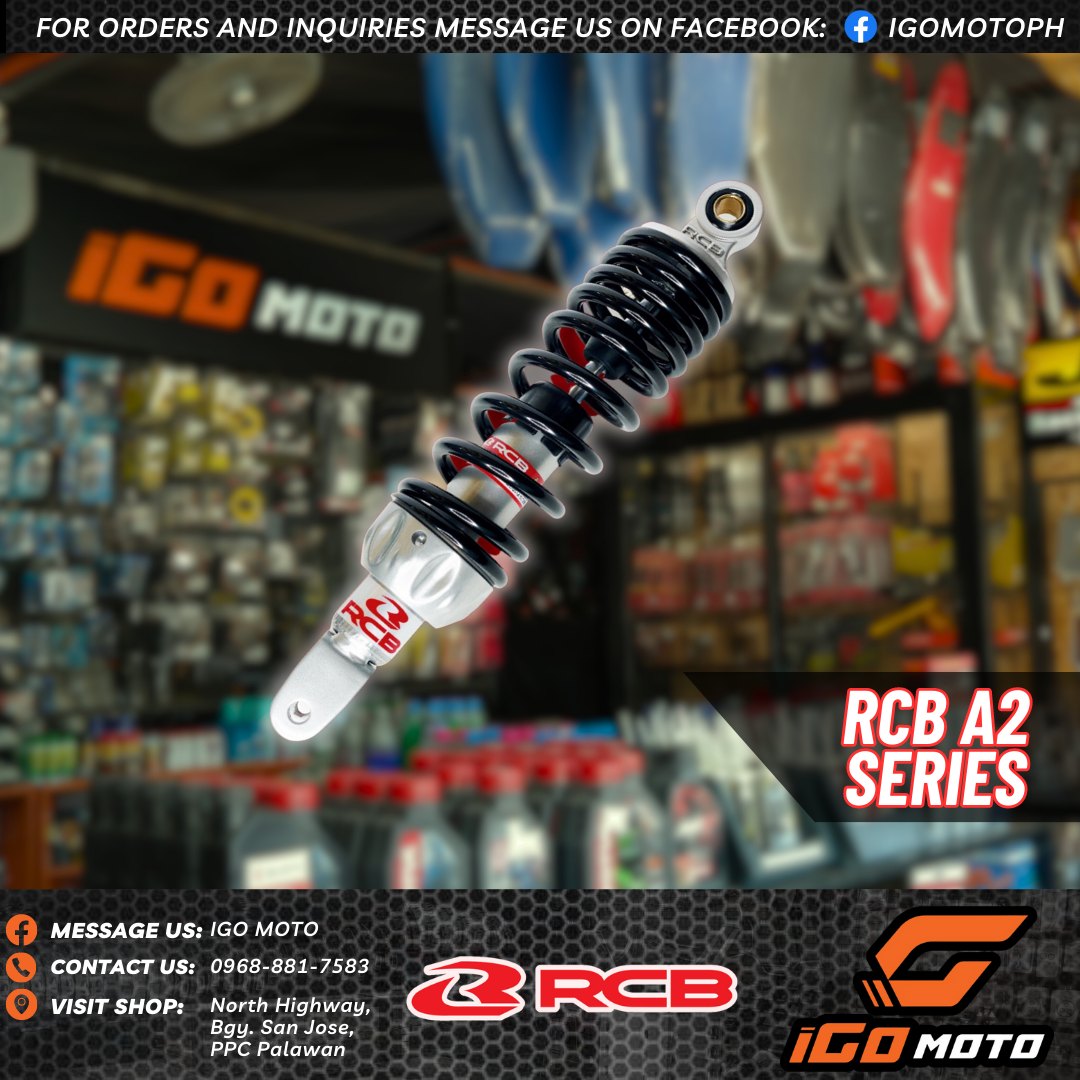 FOR ORDERS AND INQUIRIES MESSAGE US ON FACEBOOK: IGOMOTOPH
iGO MOTO
RCB
RCB
RCB
RCB A2
SERIES
MESSAGE US: IGO MOTO
CONTACT US: 0968-881-7583
VISIT SHOP: North Highway,
Bgy. San Jose,
PPC Palawan
RCB
iGO MOTO